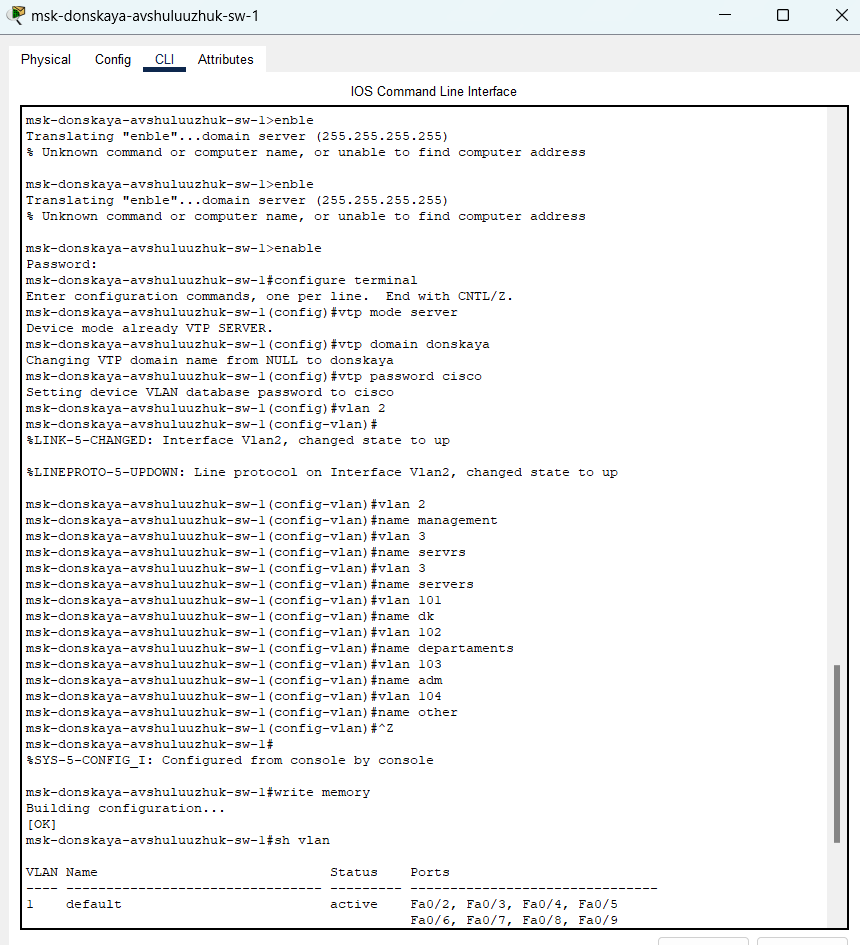 msk-donskaya-avshuluuzhuk-sw-1
Physical Config CLI Attributes
IOS Command Line Interface
msk-donskaya-avshuluuzhuk-sw-1>enble
Translating "enble"...domain server (255.255.255.255)
% Unknown command or computer name, or unable to find computer address
msk-donskaya-avshuluuzhuk-sw-1>enble
Translating "enble"...domain server (255.255.255.255)
% Unknown command or computer name, or unable to find computer address
msk-donskaya-avshuluuzhuk-sw-1>enable
Password:
msk-donskaya-avshuluuzhuk-sw-1#configure terminal
Enter configuration commands, one per line.  End with CNTL/Z.
msk-donskaya-avshuluuzhuk-sw-1(config)#vtp mode server
Device mode already VTP SERVER.
msk-donskaya-avshuluuzhuk-sw-1(config)#vtp domain donskaya
Changing VTP domain name from NULL to donskaya
msk-donskaya-avshuluuzhuk-sw-1(config)#vtp password cisco
Setting device VLAN database password to cisco
msk-donskaya-avshuluuzhuk-sw-1(config)#vlan 2
msk-donskaya-avshuluuzhuk-sw-1(config-vlan)#
%LINK-5-CHANGED: Interface Vlan2, changed state to up
%LINEPROTO-5-UPDOWN: Line protocol on Interface Vlan2, changed state to up
msk-donskaya-avshuluuzhuk-sw-1(config-vlan)#vlan 2
msk-donskaya-avshuluuzhuk-sw-1(config-vlan)#name management
msk-donskaya-avshuluuzhuk-sw-1(config-vlan)#vlan 3
msk-donskaya-avshuluuzhuk-sw-1(config-vlan)#name servrs
msk-donskaya-avshuluuzhuk-sw-1(config-vlan)#vlan 3
msk-donskaya-avshuluuzhuk-sw-1(config-vlan)#name servers
msk-donskaya-avshuluuzhuk-sw-1(config-vlan)#vlan 101
msk-donskaya-avshuluuzhuk-sw-1(config-vlan)#name dk
msk-donskaya-avshuluuzhuk-sw-1(config-vlan)#vlan 102
msk-donskaya-avshuluuzhuk-sw-1(config-vlan)#name departaments
msk-donskaya-avshuluuzhuk-sw-1(config-vlan)#vlan 103
msk-donskaya-avshuluuzhuk-sw-1(config-vlan)#name adm
msk-donskaya-avshuluuzhuk-sw-1(config-vlan)#vlan 104
msk-donskaya-avshuluuzhuk-sw-1(config-vlan)#name other
msk-donskaya-avshuluuzhuk-sw-1(config-vlan)#^Z
msk-donskaya-avshuluuzhuk-sw-1#
%SYS-5-CONFIG_I: Configured from console by console
msk-donskaya-avshuluuzhuk-sw-1#write memory
Building configuration...
[OK]
msk-donskaya-avshuluuzhuk-sw-1#sh vlan
VLAN Name                             Status    Ports
---- -------------------------------- --------- -------------------------------
1    default                          active    Fa0/2, Fa0/3, Fa0/4, Fa0/5
Fa0/6, Fa0/7, Fa0/8, Fa0/9